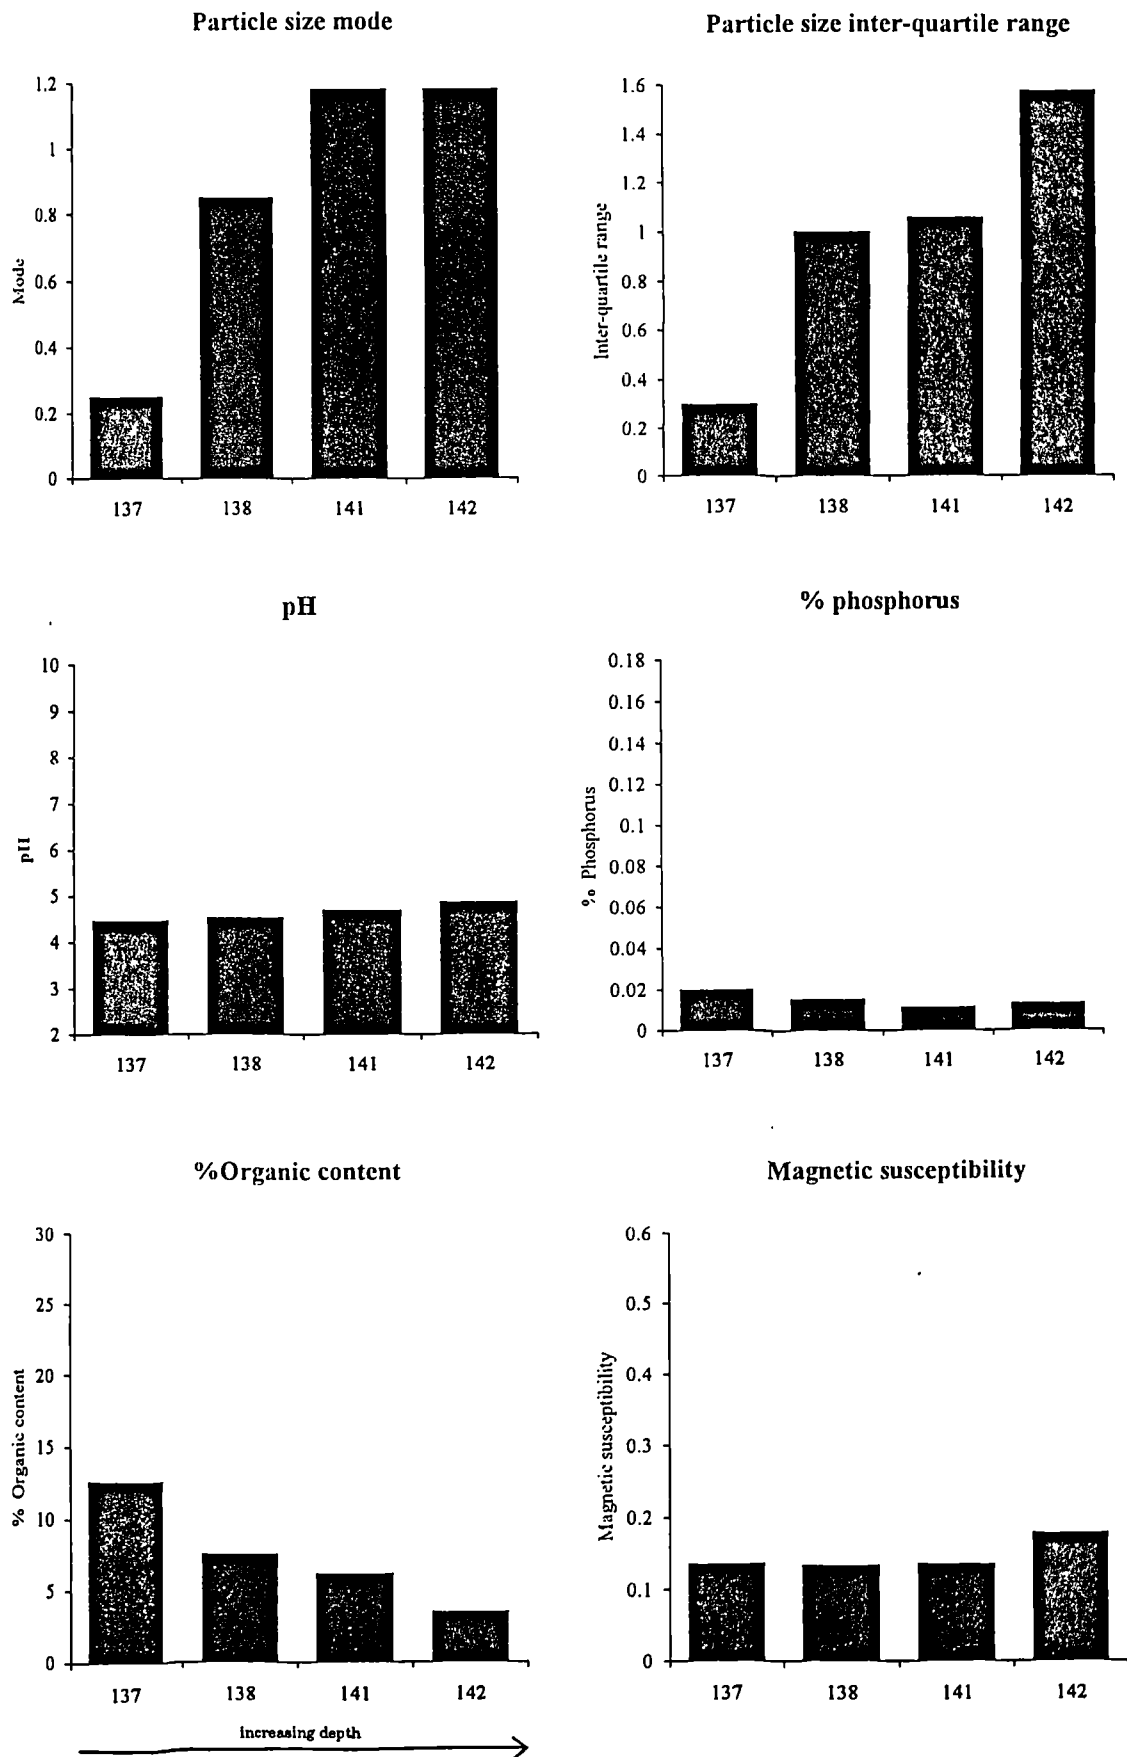 Particle size mode
Mode
1.2
1
0.8
0.6
0.4
0.2
0
137 138 141 142
Particle size inter-quartile range
Inter-quartile range
1.6
1.4
1.2
1
0.8
0.6
0.4
0.2
0
137 138 141 142
pH
pH
10
9
8
7
6
5
4
3
2
137 138 141 142
% phosphorus
% Phosphorus
0.18
0.16
0.14
0.12
0.1
0.08
0.06
0.04
0.02
0
137 138 141 142
%Organic content
% Organic content
30
25
20
15
10
5
0
137 138 141 142
increasing depth
Magnetic susceptibility
Magnetic susceptibility
0.6
0.5
0.4
0.3
0.2
0.1
0
137 138 141 142